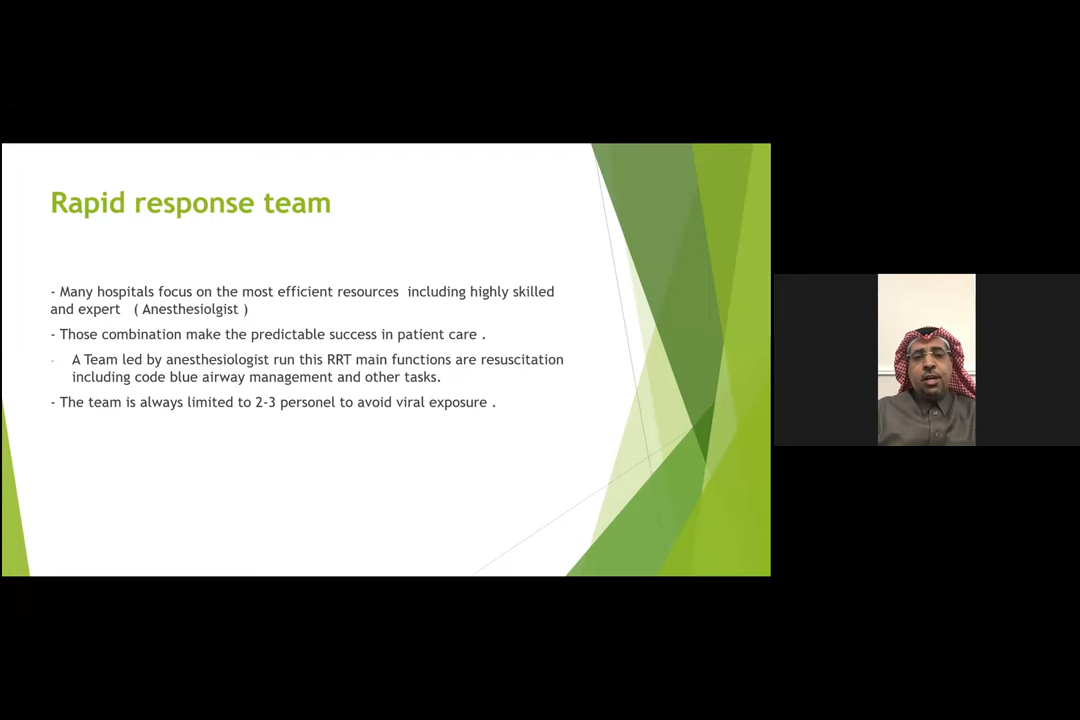 Rapid response team
- Many hospitals focus on the most efficient resources  including highly skilled
and expert   ( Anesthesiolgist )
- Those combination make the predictable success in patient care .
- A Team led by anesthesiologist run this RRT main functions are resuscitation
including code blue airway management and other tasks.
- The team is always limited to 2-3 personel to avoid viral exposure .